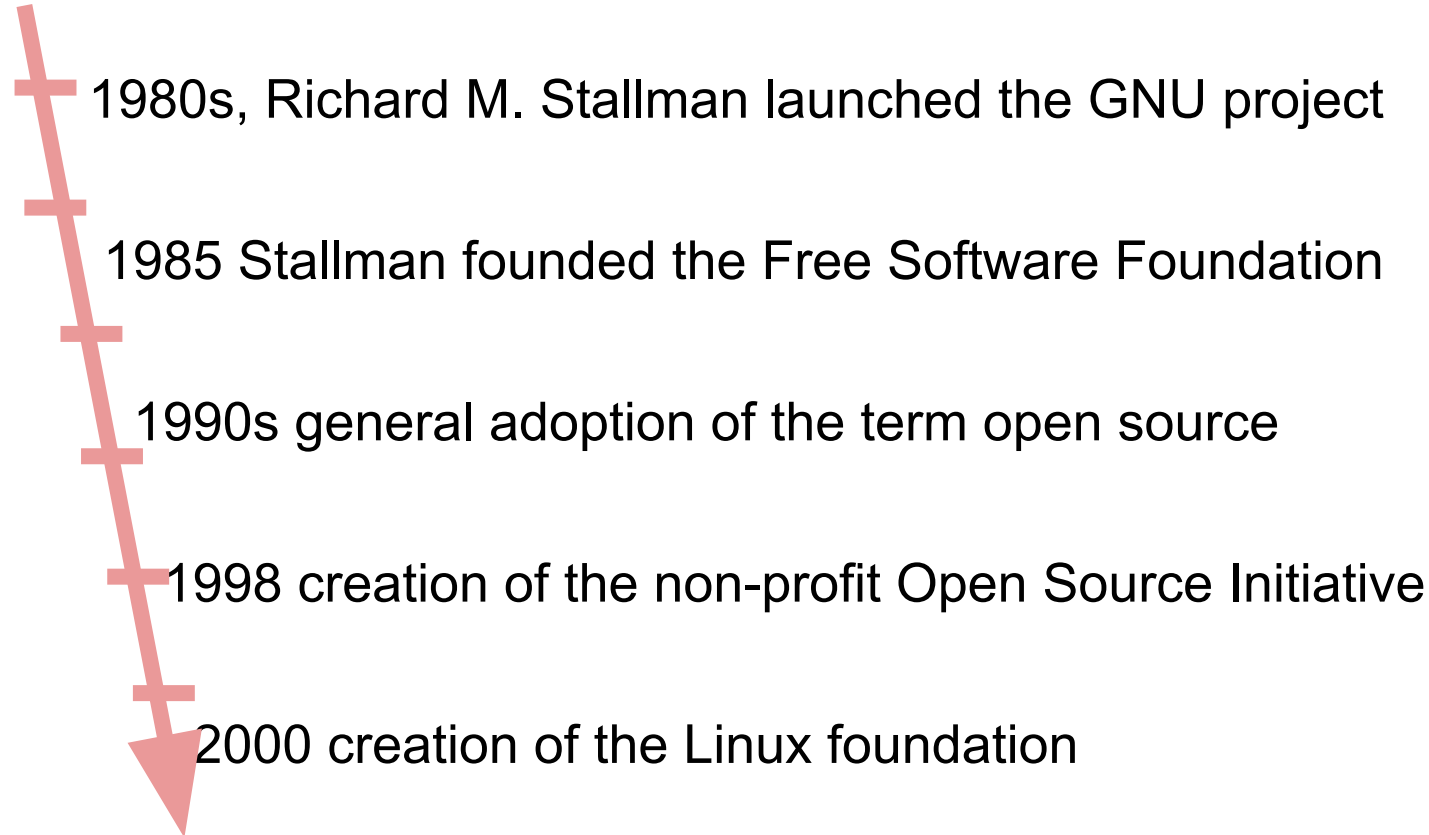 1980s, Richard M. Stallman launched the GNU project
1985 Stallman founded the Free Software Foundation
1990s general adoption of the term open source
1998 creation of the non-profit Open Source Initiative
2000 creation of the Linux foundation